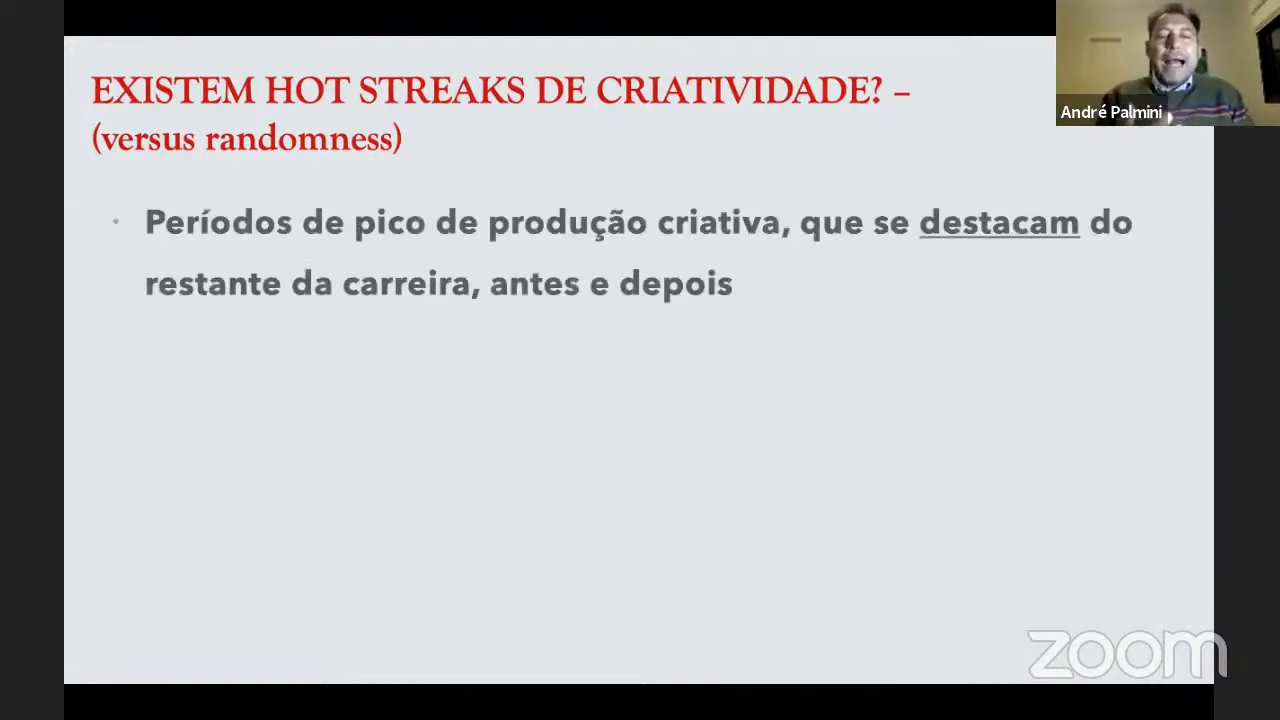 EXISTEM HOT STREAKS DE CRIATIVIDADE? –
(versus randomness)
André Palmini
• Períodos de pico de produção criativa, que se destacam do
restante da carreira, antes e depois
zoom